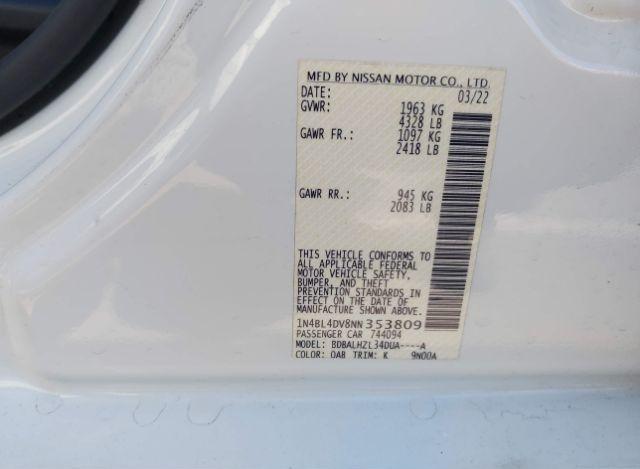 MFD BY NISSAN MOTOR CO., LTD.
DATE: 03/22
GVWR: 1963 KG
4328 LB
GAWR FR.: 1097 KG
2418 LB
GAWR RR.: 945 KG
2083 LB
THIS VEHICLE CONFORMS TO
ALL APPLICABLE FEDERAL
MOTOR VEHICLE SAFETY,
BUMPER, AND THEFT
PREVENTION STANDARDS IN
EFFECT ON THE DATE OF
MANUFACTURE SHOWN ABOVE.
1N4BL4DV8NN353809
PASSENGER CAR 744094
MODEL: BDBALHZL34DUA----A
COLOR: QAB TRIM: K 9N00A